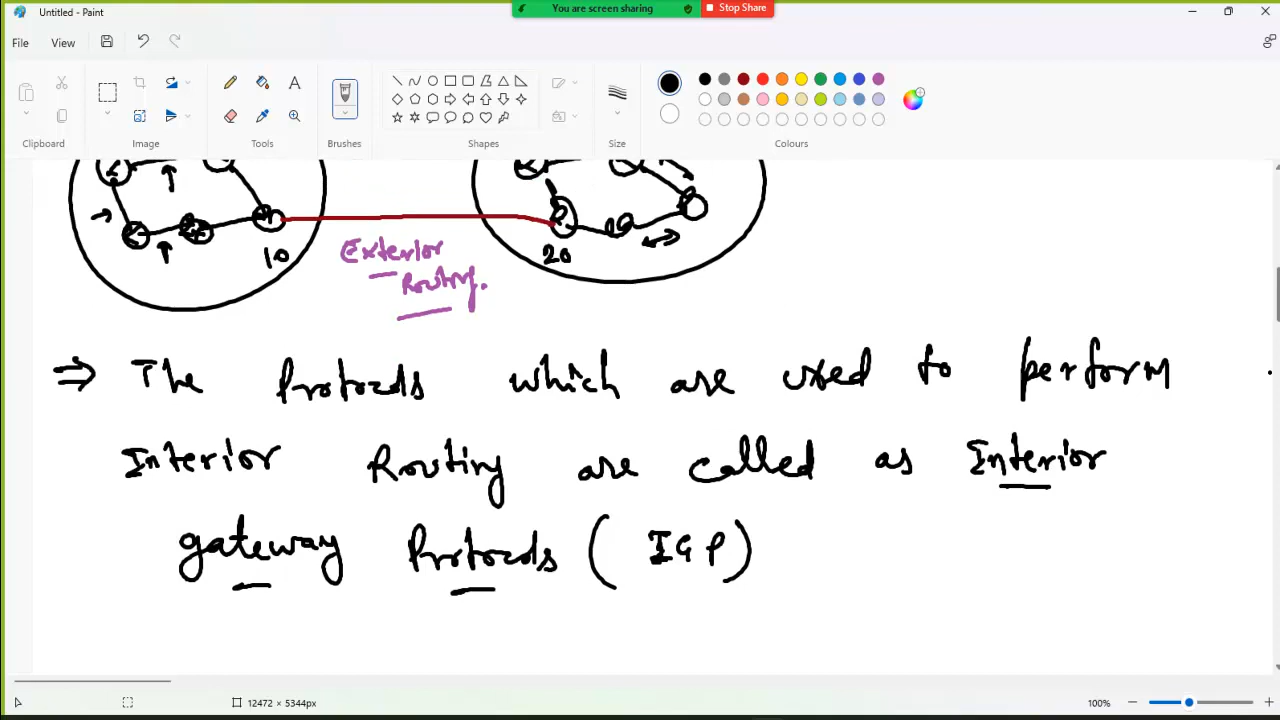 You are screen sharing
Stop Share
Untitled - Paint
File
View
Clipboard
Image
Tools
Brushes
Shapes
Size
Colours
10
20
Exterior
Routing.
⇒ The Protocols which are used to perform
Interior Routing are called as Interior
gateway Protocols (IGP)
12472 × 5344px
100%